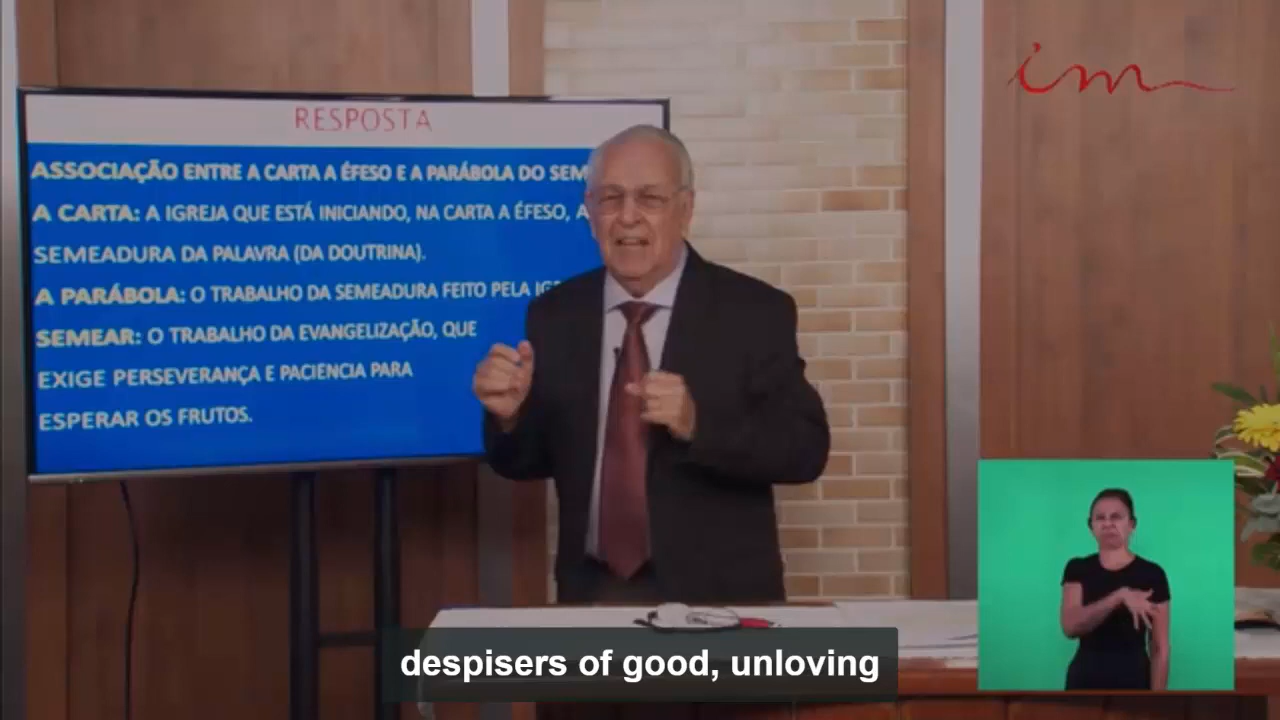 im
RESPOSTA
ASSOCIAÇÃO ENTRE A CARTA A ÉFESO E A PARÁBOLA DO
A CARTA: A IGREJA QUE ESTÁ INICIANDO, NA CARTA A ÉFESO,
SEMEADURA DA PALAVRA (DA DOUTRINA).
A PARÁBOLA: O TRABALHO DA SEMEADURA FEITO PELA
SEMEAR: O TRABALHO DA EVANGELIZAÇÃO, QUE
EXIGE PERSEVERANÇA E PACIENCIA PARA
ESPERAR OS FRUTOS.
despisers of good, unloving